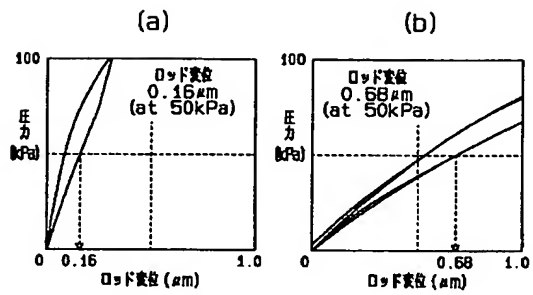 (a)
100
ロッド変位
0.16μm
(at 50kPa)
圧力
(kPa)
0
0.16
1.0
ロッド変位(μm)
(b)
100
ロッド変位
0.68μm
(at 50kPa)
圧力
(kPa)
0
0.68
1.0
ロッド変位(μm)